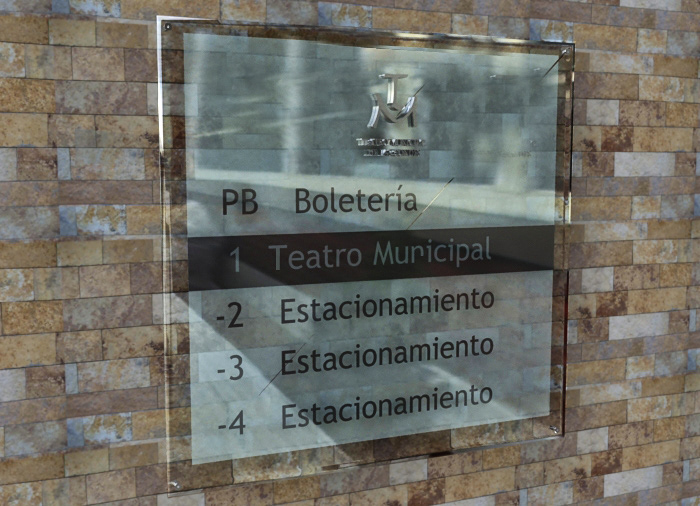 PB Boletería
1 Teatro Municipal
-2 Estacionamiento
-3 Estacionamiento
-4 Estacionamiento